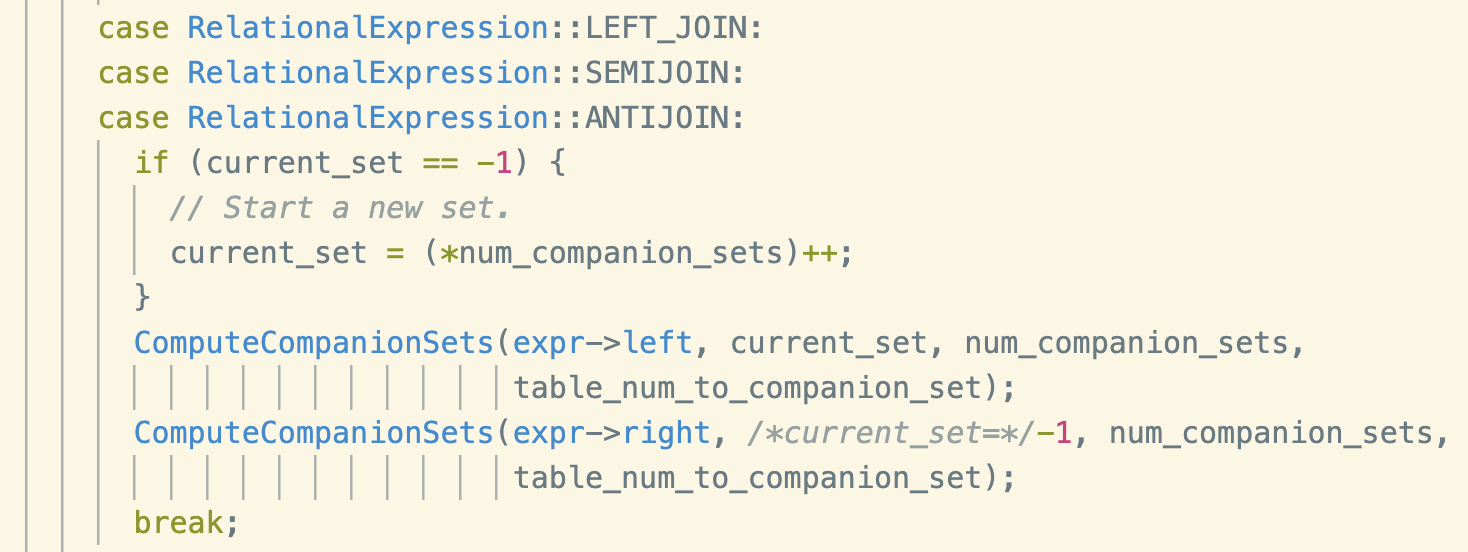 case RelationalExpression::LEFT_JOIN:
case RelationalExpression::SEMIJOIN:
case RelationalExpression::ANTIJOIN:
if (current_set == -1) {
// Start a new set.
current_set = (*num_companion_sets)++;
}
ComputeCompanionSets(expr->left, current_set, num_companion_sets,
table_num_to_companion_set);
ComputeCompanionSets(expr->right, /*current_set=*/-1, num_companion_sets,
table_num_to_companion_set);
break;